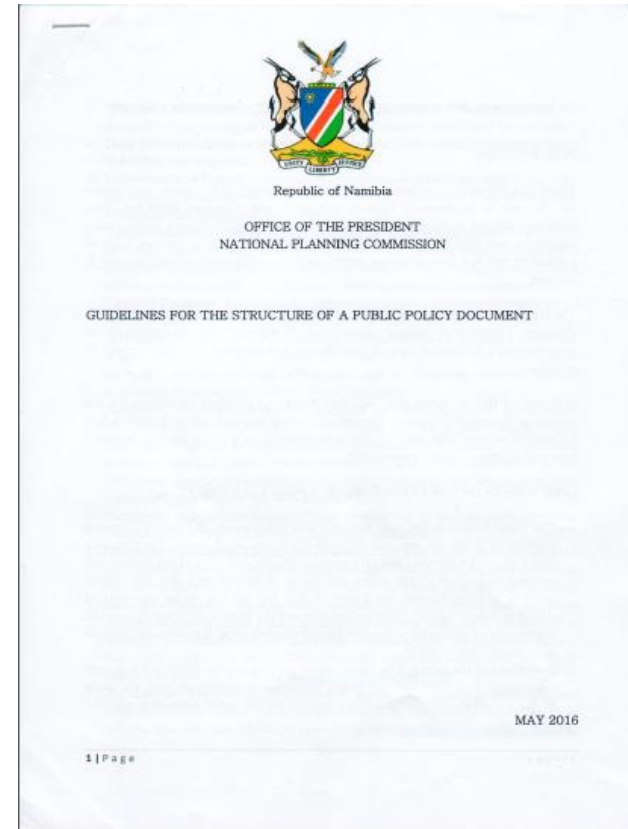 UNITY LIBERTY JUSTICE
Republic of Namibia
OFFICE OF THE PRESIDENT
NATIONAL PLANNING COMMISSION
GUIDELINES FOR THE STRUCTURE OF A PUBLIC POLICY DOCUMENT
MAY 2016
1 | P a g e